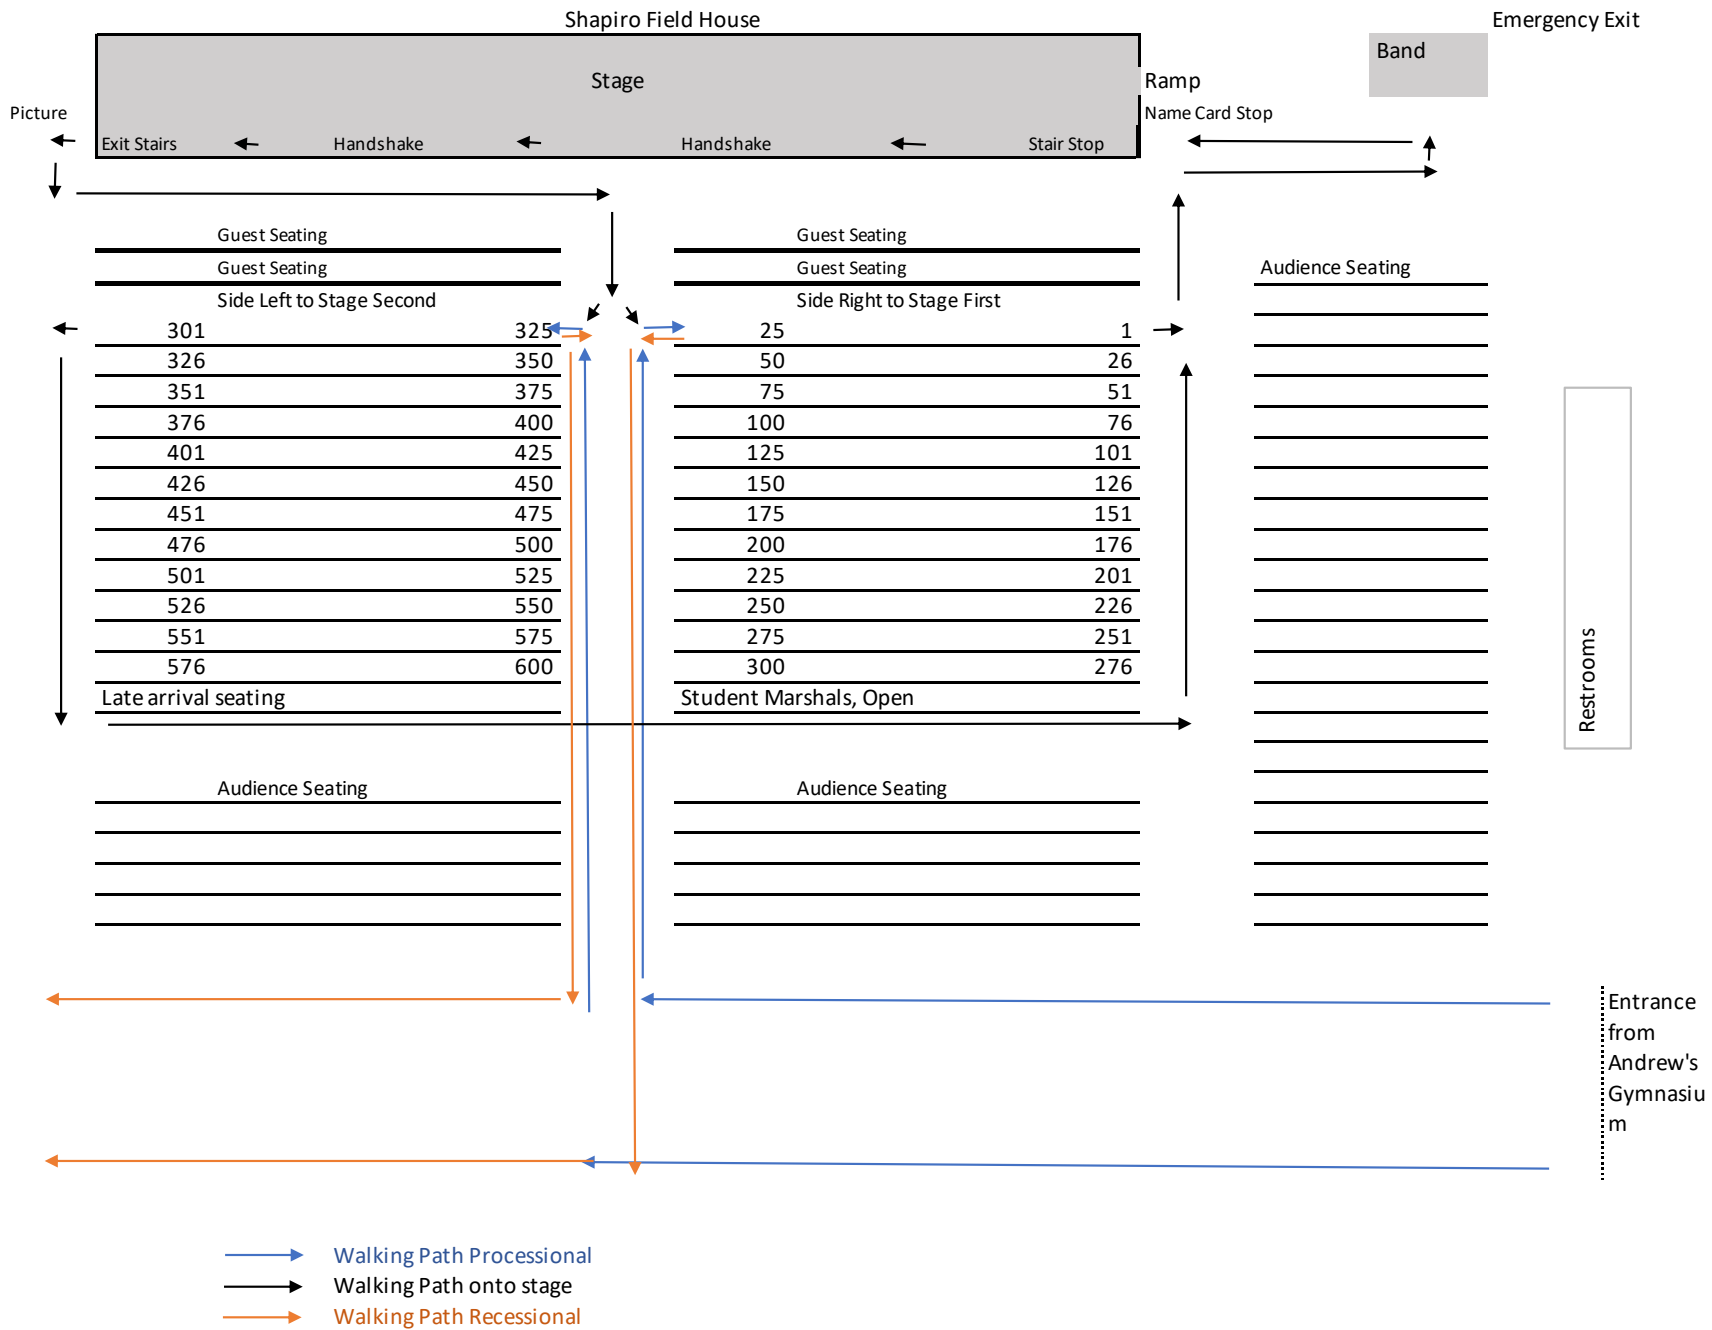 Shapiro Field House
Emergency Exit
Band
Stage
Ramp
Picture
Name Card Stop
Exit Stairs Handshake Handshake Stair Stop
Guest Seating Guest Seating
Guest Seating Guest Seating
Audience Seating
Side Left to Stage Second Side Right to Stage First
301 325 25 1
326 350 50 26
351 375 75 51
376 400 100 76
401 425 125 101
426 450 150 126
451 475 175 151
476 500 200 176
501 525 225 201
526 550 250 226
551 575 275 251
576 600 300 276
Restrooms
Late arrival seating Student Marshals, Open
Audience Seating Audience Seating
Entrance
from
Andrew's
Gymnasiu
m
Walking Path Processional
Walking Path onto stage
Walking Path Recessional